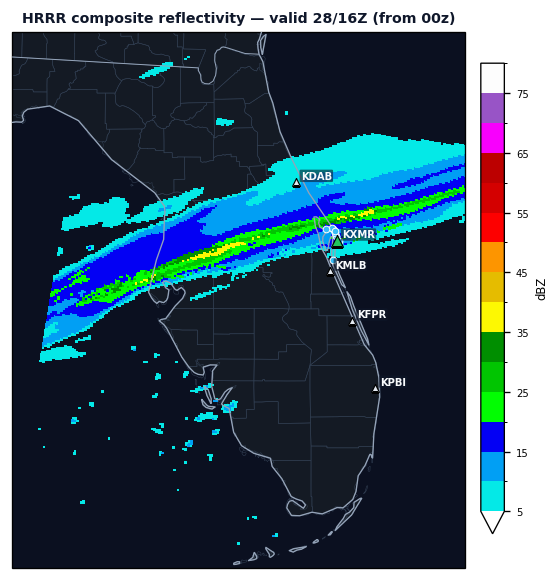 HRRR composite reflectivity — valid 28/16Z (from 00z)
KDAB
KXMR
KMLB
KFPR
KPBI
75
65
55
45
35
25
15
5
dBZ